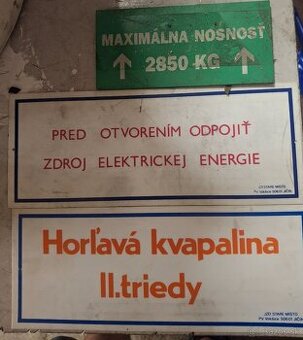 MAXIMÁLNA NOSNOSŤ
2850 KG
PRED OTVORENÍM ODPOJIŤ
ZDROJ ELEKTRICKEJ ENERGIE
Horľavá kvapalina
II.triedy